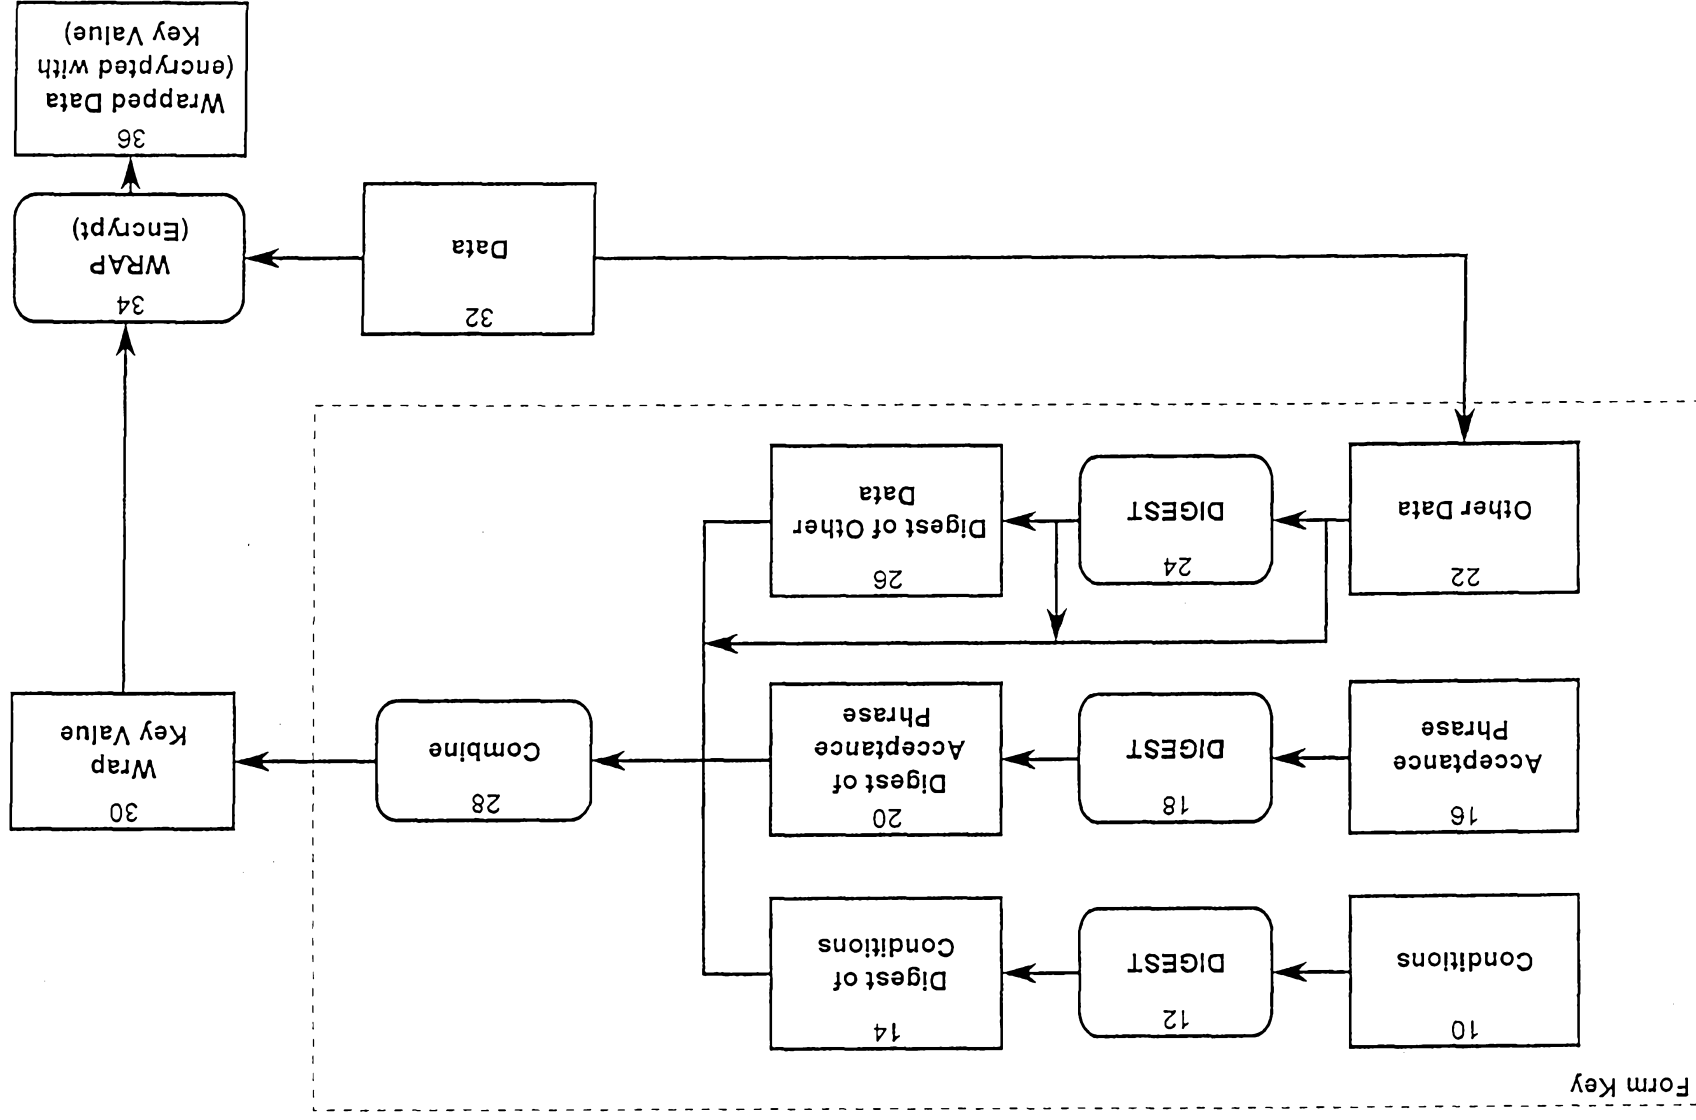 Form Key
10
Conditions
12
DIGEST
14
Digest of
Conditions
16
Acceptance
Phrase
18
DIGEST
20
Digest of
Acceptance
Phrase
28
Combine
30
Wrap
Key Value
22
Other Data
24
DIGEST
26
Digest of Other
Data
32
Data
34
WRAP
(Encrypt)
36
Wrapped Data
(encrypted with
Key Value)